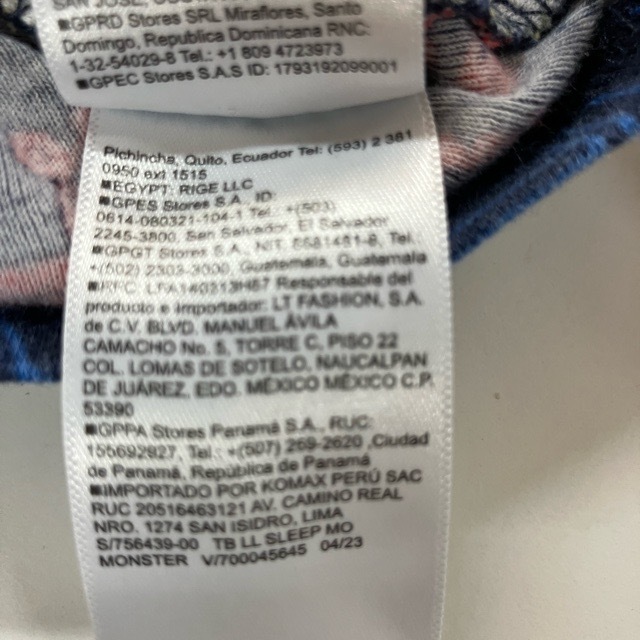 ■GPRD Stores SRL Miraflores, Santo
Domingo, Republica Dominicana RNC:
1-32-54029-8 Tel.: +1 809 4723973
■GPEC Stores S.A.S ID: 1793192099001
Pichincha, Quito, Ecuador Tel: (593) 2 381
0950 ext 1515
■EGYPT: RIGE LLC
■GPES Stores S.A. ID
0614-080321-104-1 Tel.: +(503)
2245-3800, San Salvador, El Salvador
■GPGT Stores S.A., NIT. 5581481-8, Tel.
+(502) 2303-3000, Guatemala, Guatemala
LFA140313H67 Responsable del
producto e importador: LT FASHION, S.A.
de C.V. BLVD. MANUEL ÁVILA
CAMACHO No. 5, TORRE C, PISO 22
COL. LOMAS DE SOTELO, NAUCALPAN
DE JUÁREZ, EDO. MÉXICO MÉXICO C.P.
53390
■GPPA Stores Panamá S.A., RUC:
155692927, Tel.: +(507) 269-2620 ,Ciudad
de Panamá, República de Panamá
■IMPORTADO POR KOMAX PERÚ SAC
RUC 20516463121 AV. CAMINO REAL
NRO. 1274 SAN ISIDRO, LIMA
S/756439-00 TB LL SLEEP MO
MONSTER V/700045645 04/23